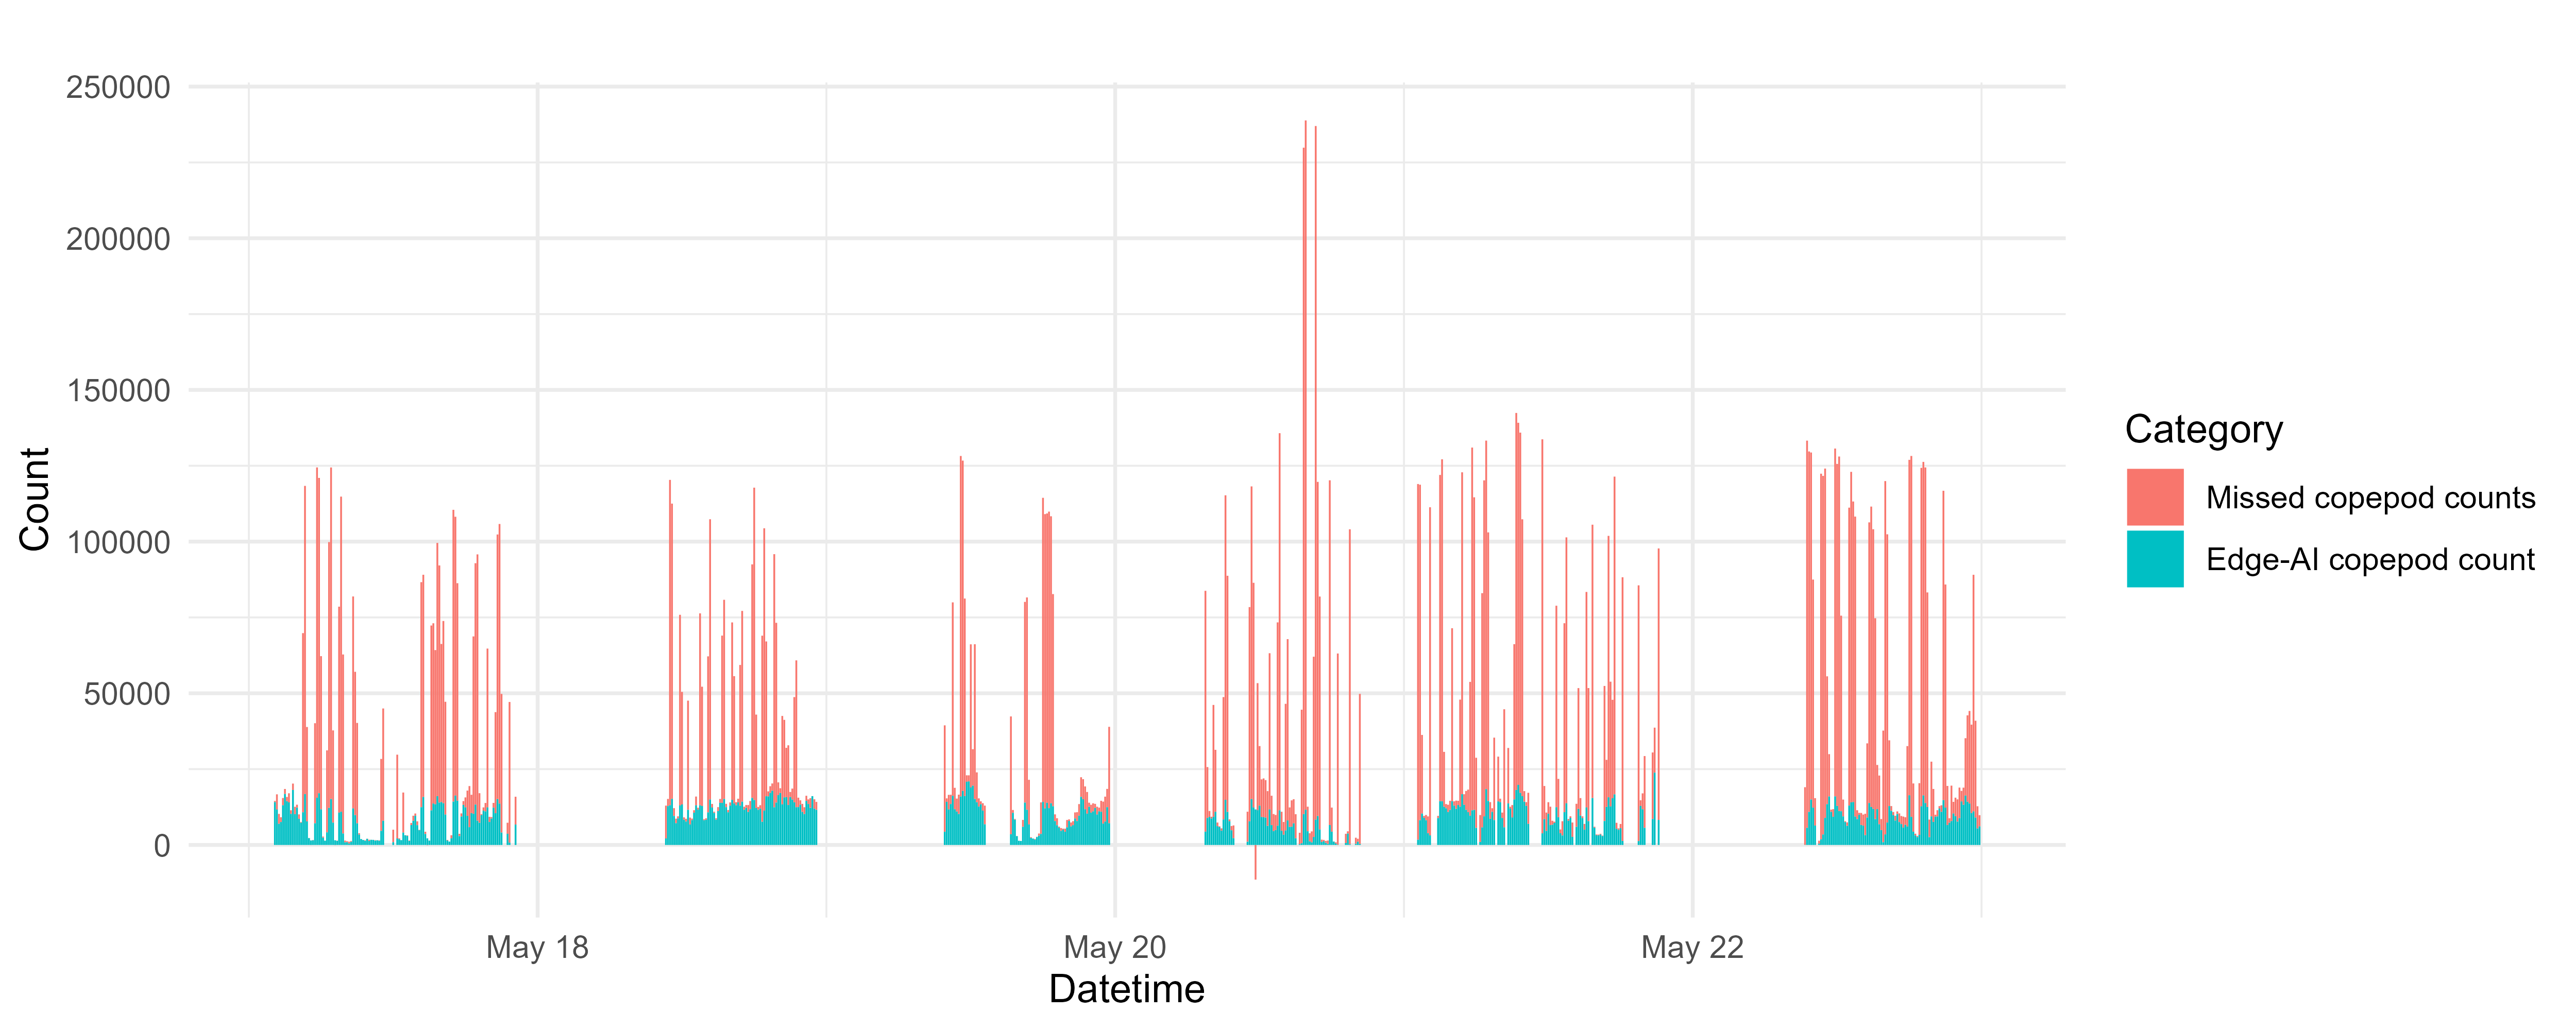 250000
200000
150000
100000
50000
0
Count
May 18
May 20
May 22
Datetime
Category
Missed copepod counts
Edge-AI copepod count